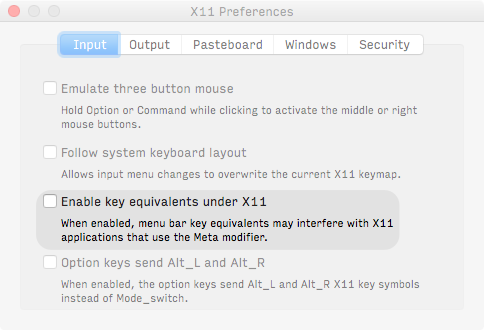 X11 Preferences
Input Output Pasteboard Windows Security
Emulate three button mouse
Hold Option or Command while clicking to activate the middle or right
mouse buttons.
Follow system keyboard layout
Allows input menu changes to overwrite the current X11 keymap.
Enable key equivalents under X11
When enabled, menu bar key equivalents may interfere with X11
applications that use the Meta modifier.
Option keys send Alt_L and Alt_R
When enabled, the option keys send Alt_L and Alt_R X11 key symbols
instead of Mode_switch.